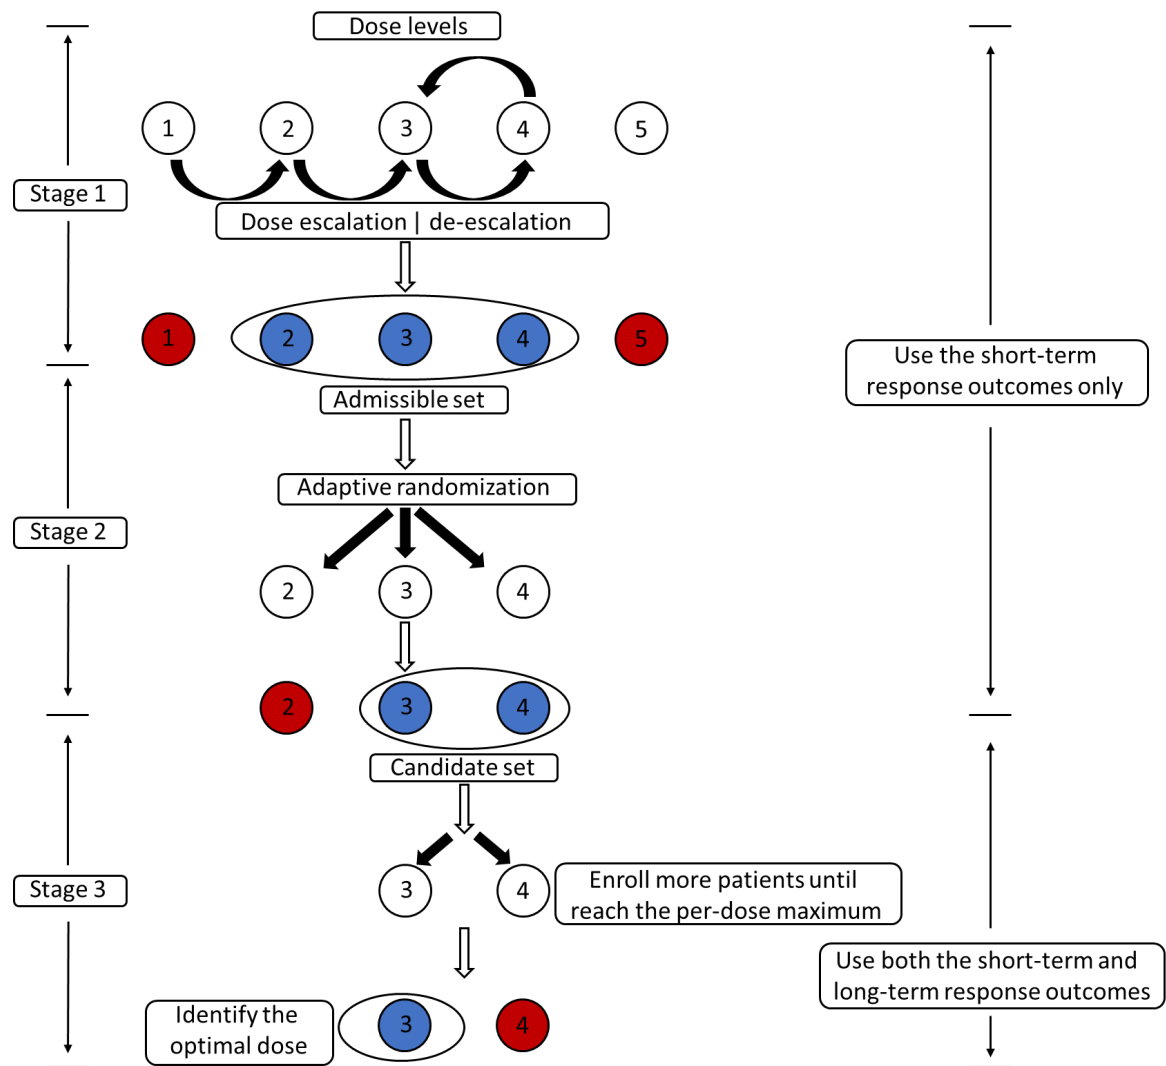 Dose levels
1 2 3 4 5
Stage 1
Dose escalation | de-escalation
1 2 3 4 5
Use the short-term
response outcomes only
Admissible set
Adaptive randomization
Stage 2
2 3 4
2 3 4
Candidate set
Stage 3
3 4
Enroll more patients until
reach the per-dose maximum
Use both the short-term and
long-term response outcomes
Identify the
optimal dose
3 4